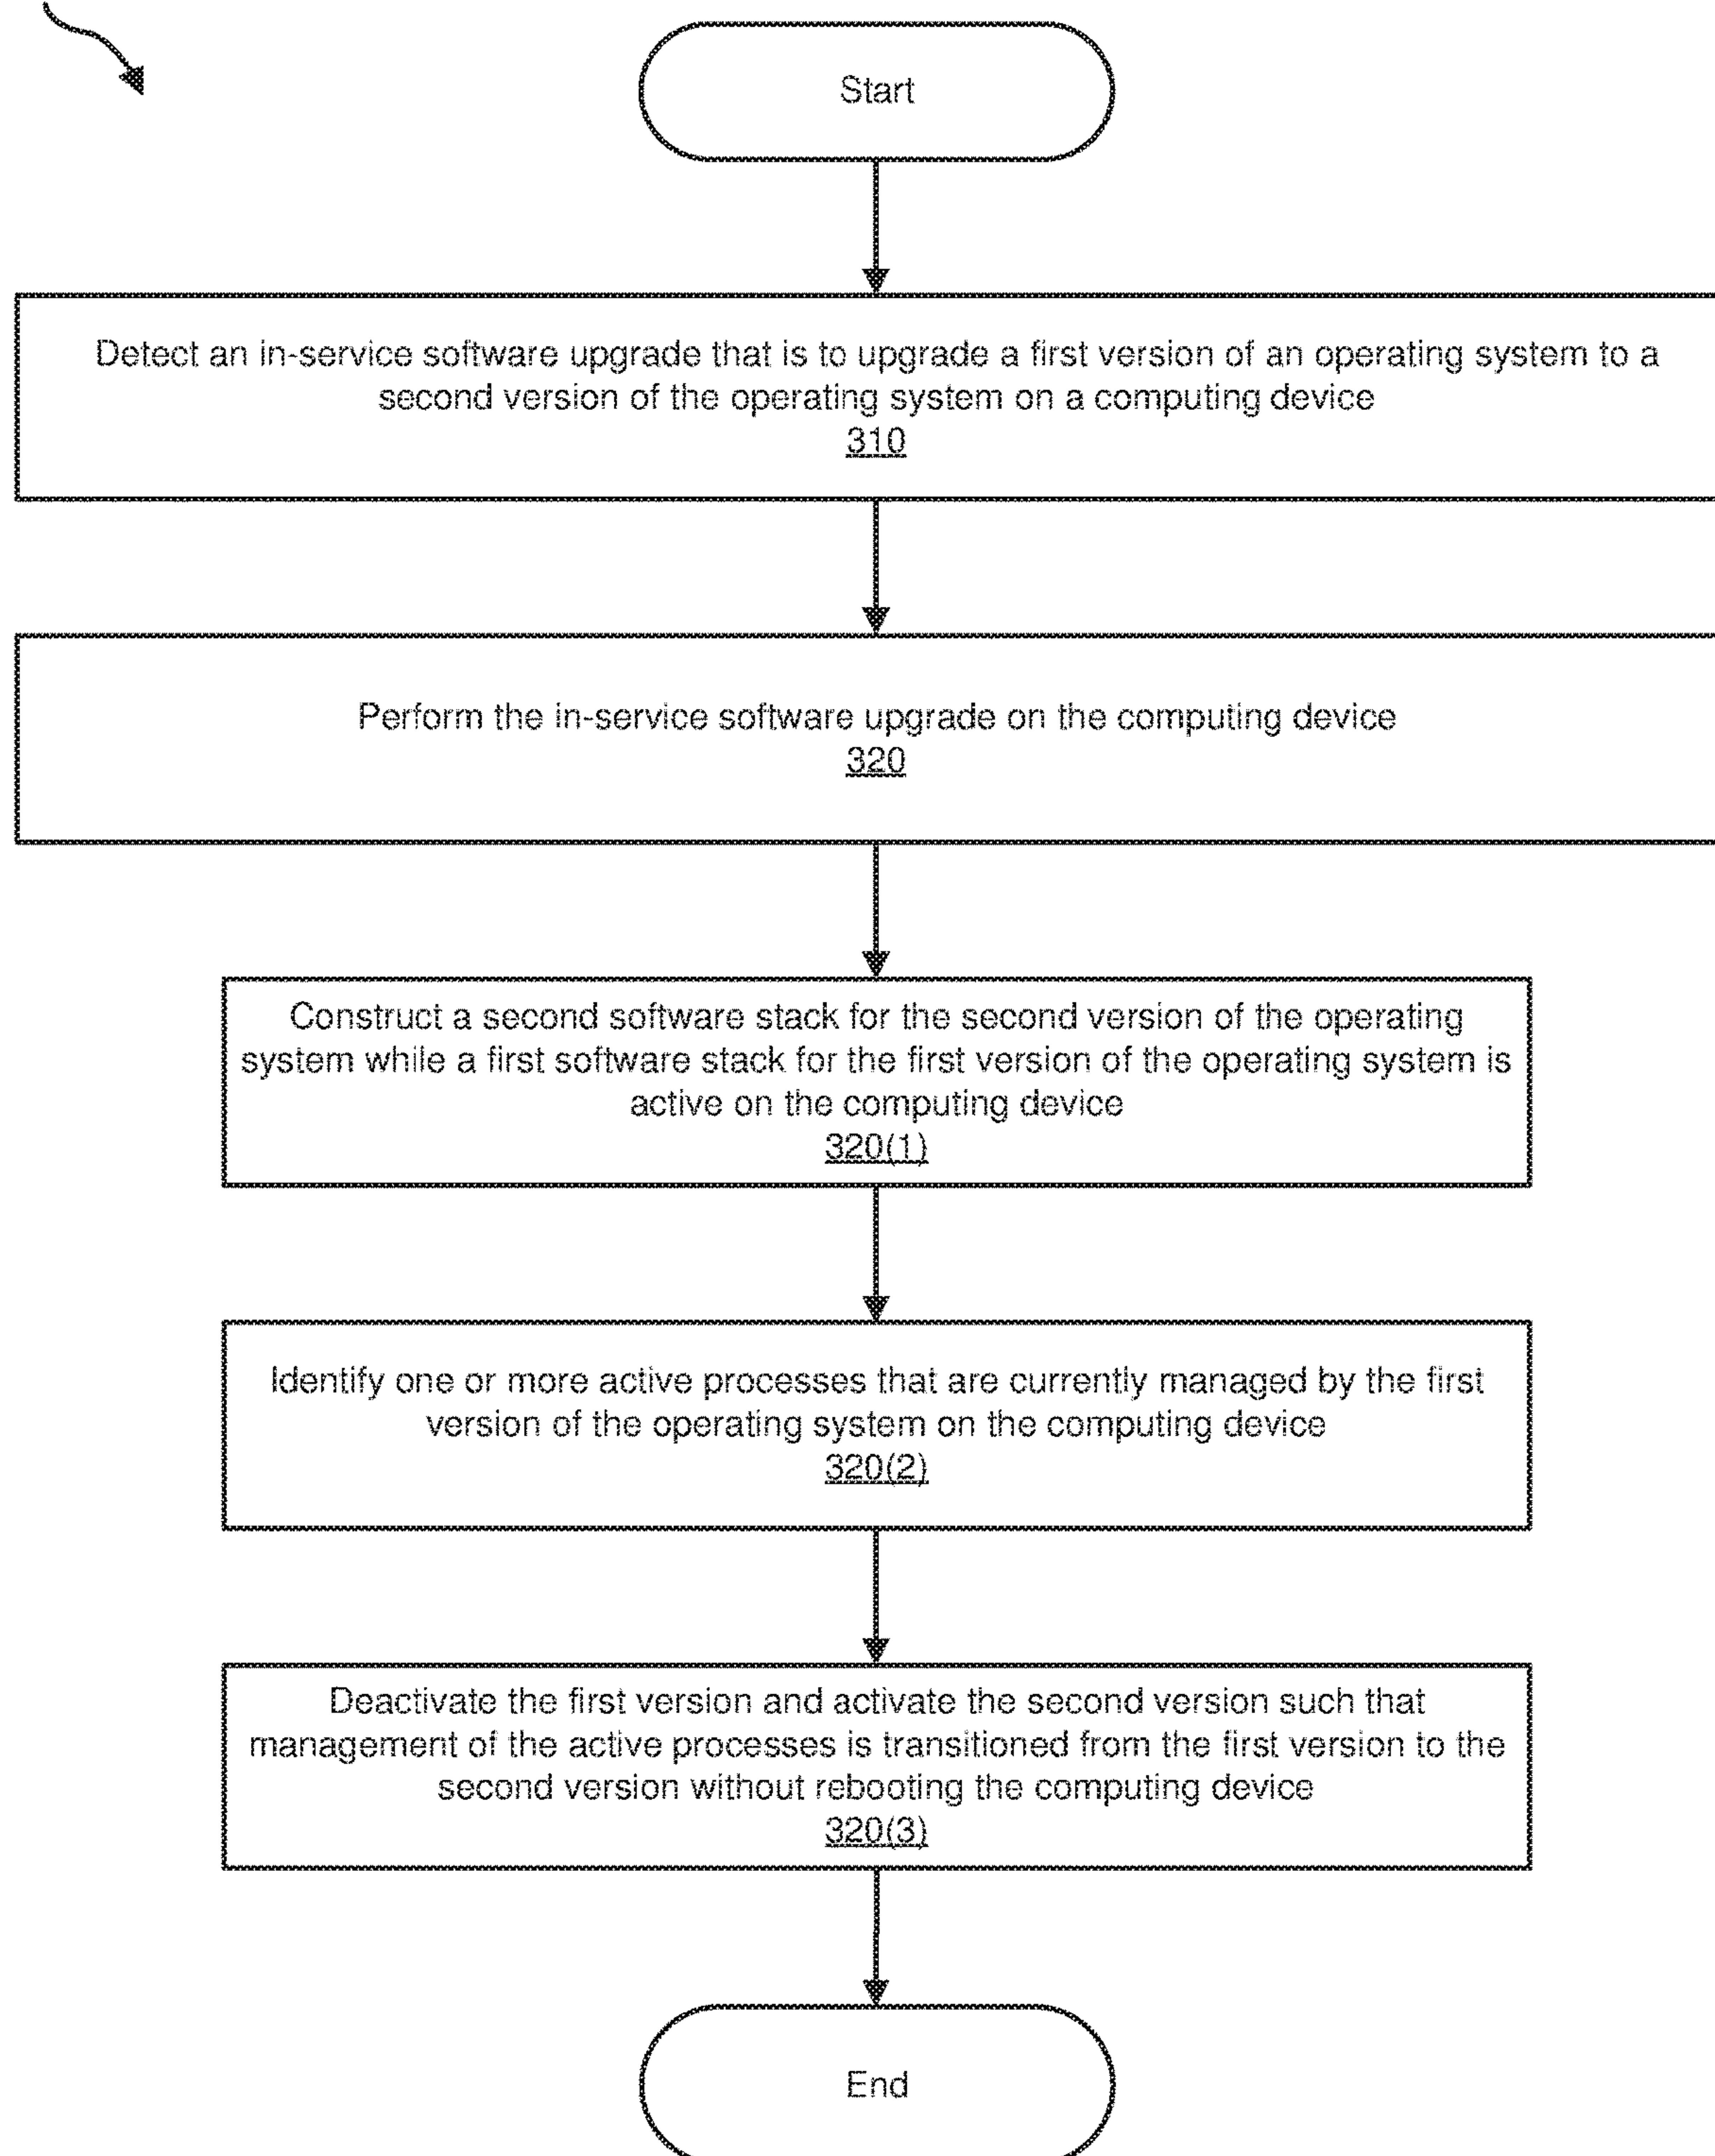 Start
Detect an in-service software upgrade that is to upgrade a first version of an operating system to a
second version of the operating system on a computing device
310
Perform the in-service software upgrade on the computing device
320
Construct a second software stack for the second version of the operating
system while a first software stack for the first version of the operating system is
active on the computing device
320(1)
Identify one or more active processes that are currently managed by the first
version of the operating system on the computing device
320(2)
Deactivate the first version and activate the second version such that
management of the active processes is transitioned from the first version to the
second version without rebooting the computing device
320(3)
End